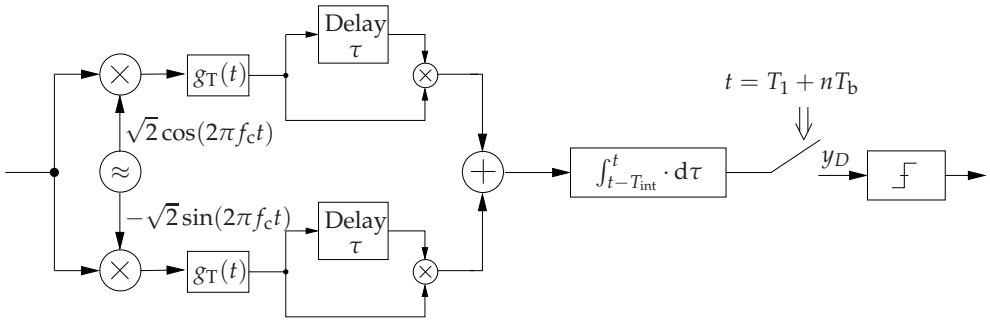 Delay
τ
×
g_T(t)
×
t = T_1 + nT_b
√2 cos(2πf_c t)
≈
+
∫_{t−T_int}^{t} · dτ
y_D
−√2 sin(2πf_c t)
Delay
τ
×
g_T(t)
×